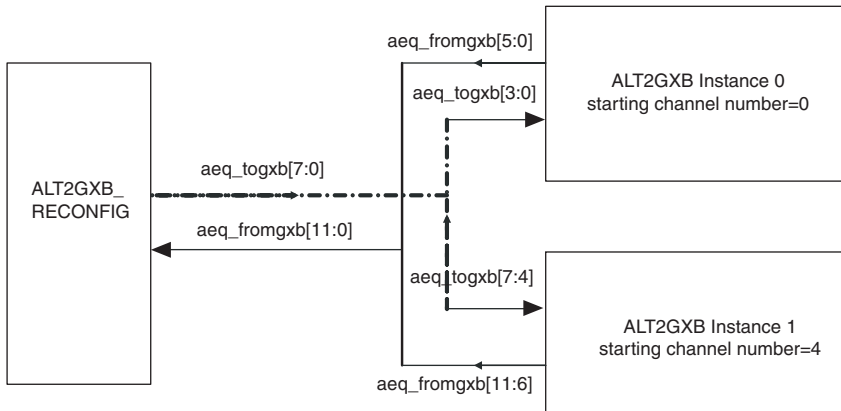 aeq_fromgxb[5:0]
ALT2GXB Instance 0
starting channel number=0
aeq_togxb[3:0]
aeq_togxb[7:0]
ALT2GXB_
RECONFIG
aeq_fromgxb[11:0]
aeq_togxb[7:4]
ALT2GXB Instance 1
starting channel number=4
aeq_fromgxb[11:6]